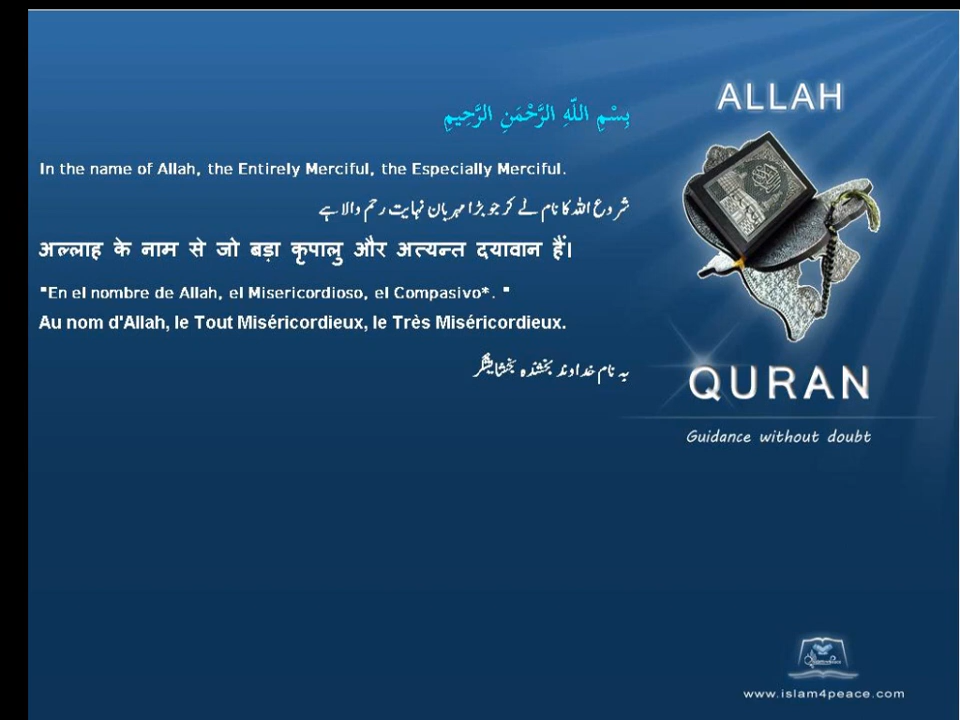 بِسْمِ اللَّهِ الرَّحْمَنِ الرَّحِيمِ
In the name of Allah, the Entirely Merciful, the Especially Merciful.
شروع الله کا نام لے کر جو بڑا مہربان نہایت رحم والا ہے
अल्लाह के नाम से जो बड़ा कृपालु और अत्यन्त दयावान हैं।
"En el nombre de Allah, el Misericordioso, el Compasivo*. "
Au nom d'Allah, le Tout Miséricordieux, le Très Miséricordieux.
به نام خداوند بخشنده بخشایشگر
ALLAH
QURAN
Guidance without doubt
www.islam4peace.com